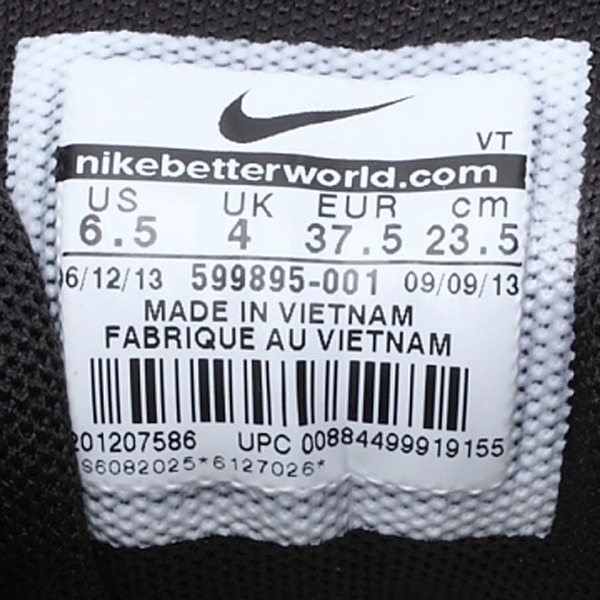 VT
nikebetterworld.com
US UK EUR cm
6.5 4 37.5 23.5
06/12/13 599895-001 09/09/13
MADE IN VIETNAM
FABRIQUE AU VIETNAM
201207586 UPC 00884499919155
S6082025*6127026*